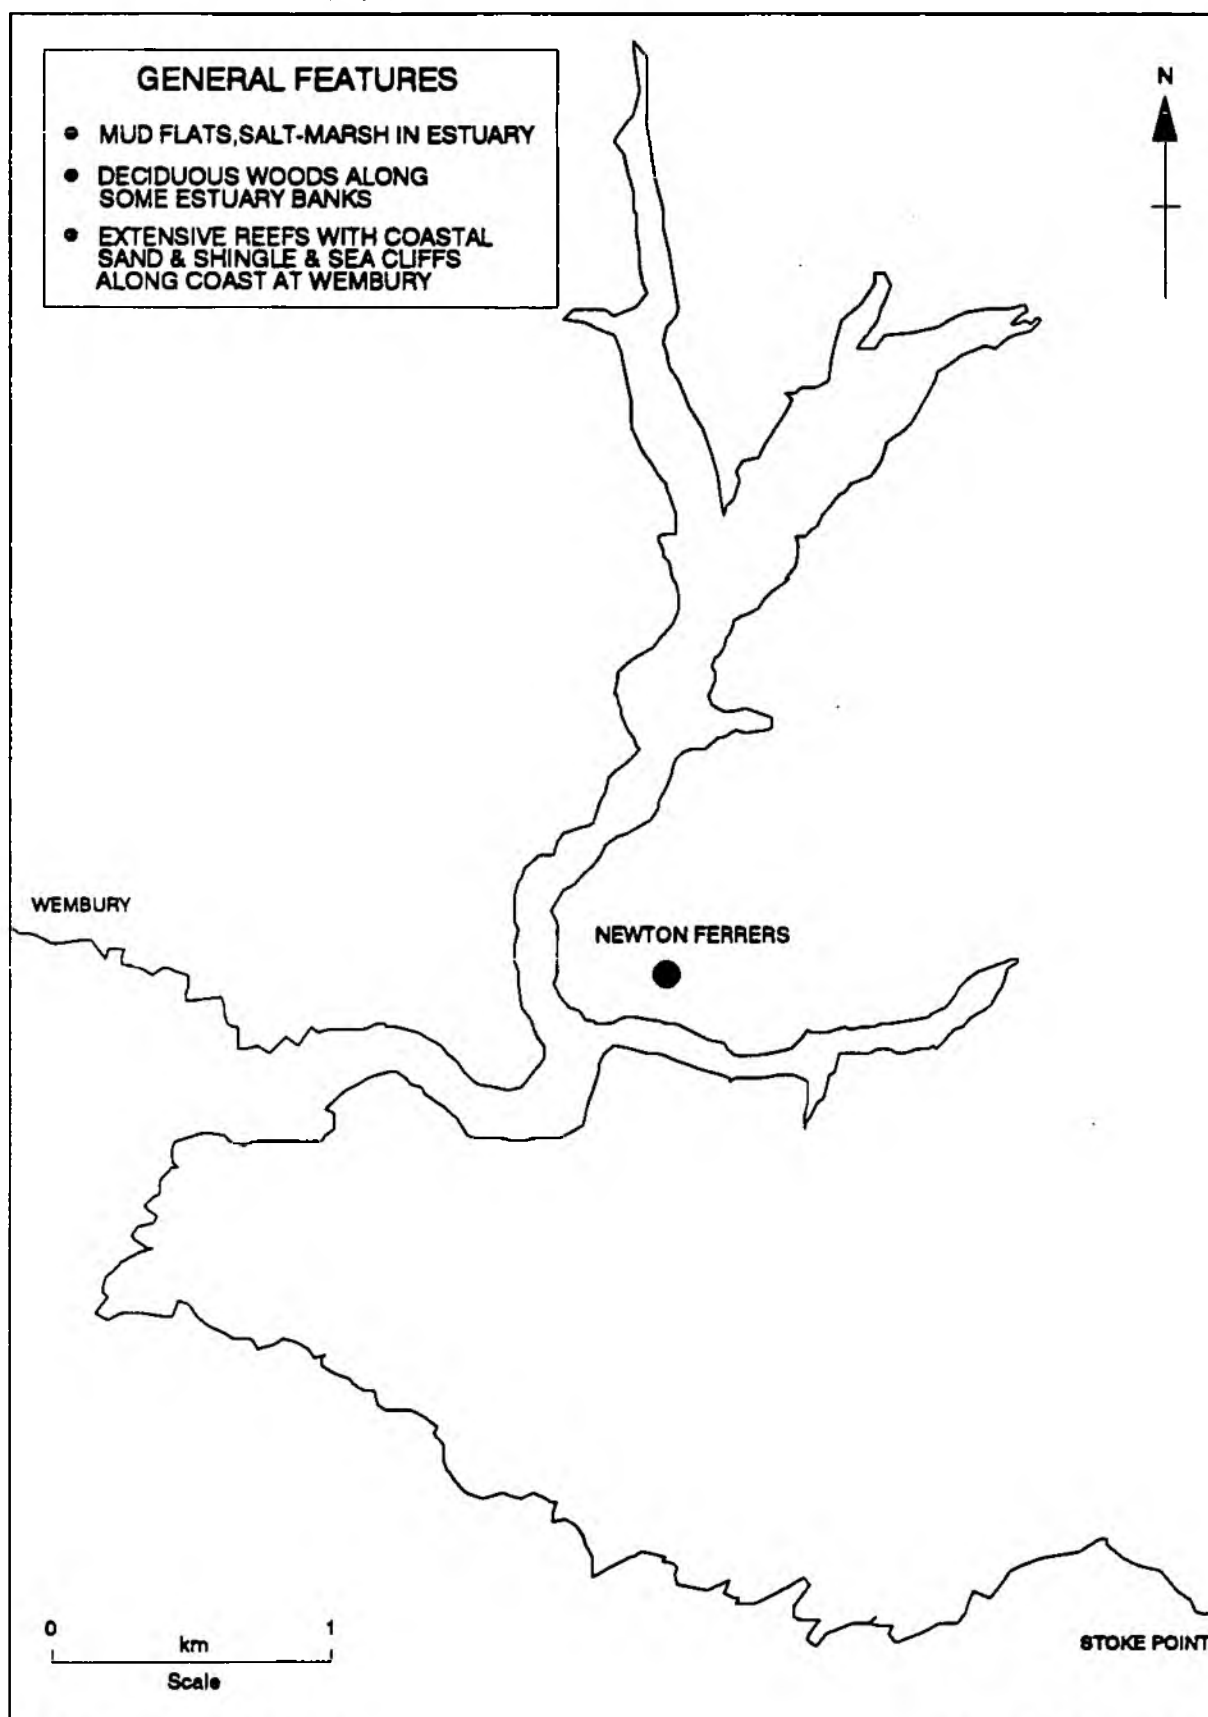 GENERAL FEATURES
● MUD FLATS,SALT-MARSH IN ESTUARY
● DECIDUOUS WOODS ALONG
SOME ESTUARY BANKS
● EXTENSIVE REEFS WITH COASTAL
SAND & SHINGLE & SEA CLIFFS
ALONG COAST AT WEMBURY
N
WEMBURY
NEWTON FERRERS
STOKE POINT
0 1
km
Scale